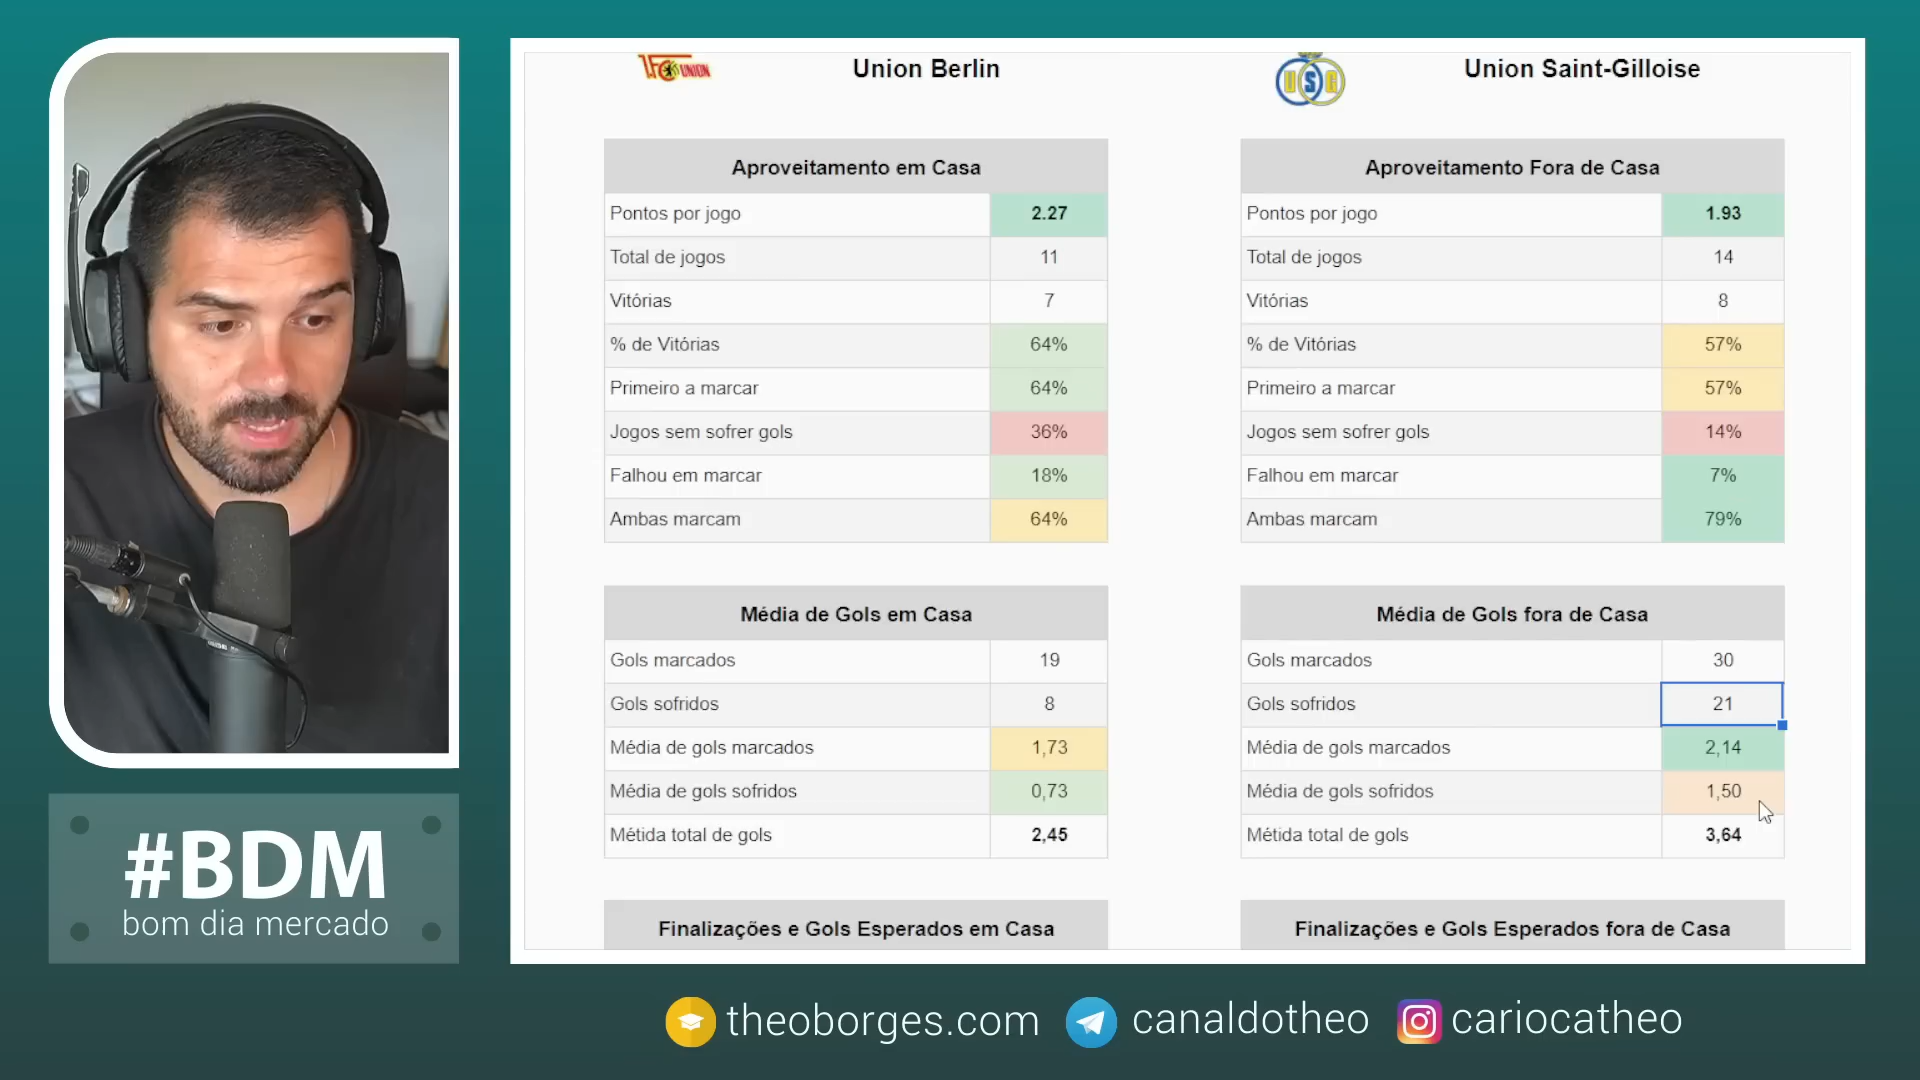 UNION
Union Berlin
USG
Union Saint-Gilloise
Aproveitamento em Casa
Pontos por jogo 2.27
Total de jogos 11
Vitórias 7
% de Vitórias 64%
Primeiro a marcar 64%
Jogos sem sofrer gols 36%
Falhou em marcar 18%
Ambas marcam 64%
Aproveitamento Fora de Casa
Pontos por jogo 1.93
Total de jogos 14
Vitórias 8
% de Vitórias 57%
Primeiro a marcar 57%
Jogos sem sofrer gols 14%
Falhou em marcar 7%
Ambas marcam 79%
Média de Gols em Casa
Gols marcados 19
Gols sofridos 8
Média de gols marcados 1,73
Média de gols sofridos 0,73
Métida total de gols 2,45
Média de Gols fora de Casa
Gols marcados 30
Gols sofridos 21
Média de gols marcados 2,14
Média de gols sofridos 1,50
Métida total de gols 3,64
Finalizações e Gols Esperados em Casa
Finalizações e Gols Esperados fora de Casa
#BDM
bom dia mercado
theoborges.com
canaldotheo
cariocatheo